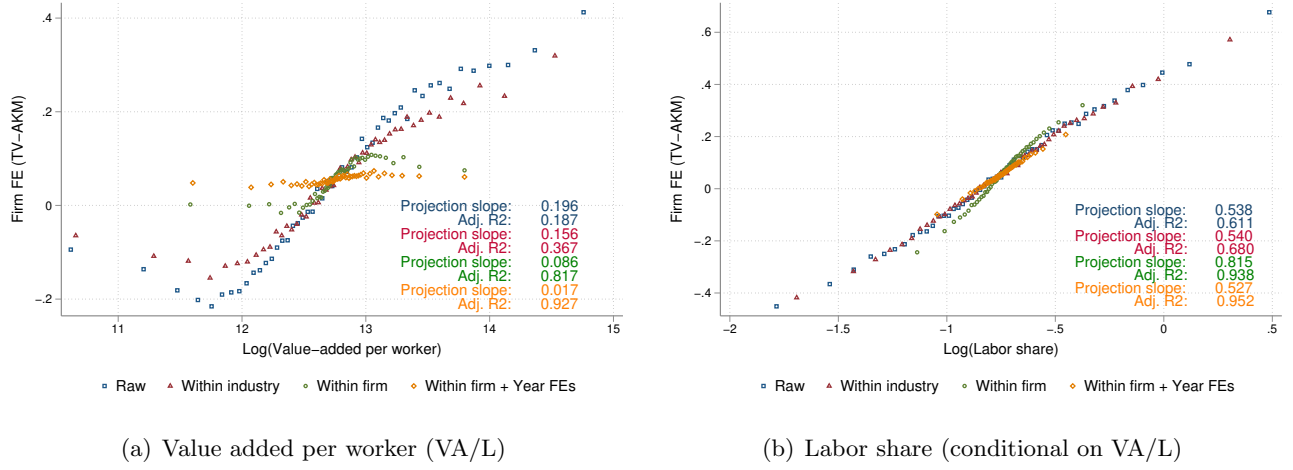 .4
.2
0
−.2
Firm FE (TV−AKM)
Projection slope: 0.196
Adj. R2: 0.187
Projection slope: 0.156
Adj. R2: 0.367
Projection slope: 0.086
Adj. R2: 0.817
Projection slope: 0.017
Adj. R2: 0.927
11 12 13 14 15
Log(Value−added per worker)
Raw Within industry Within firm Within firm + Year FEs
(a) Value added per worker (VA/L)
.6
.4
.2
0
−.2
−.4
Firm FE (TV−AKM)
Projection slope: 0.538
Adj. R2: 0.611
Projection slope: 0.540
Adj. R2: 0.680
Projection slope: 0.815
Adj. R2: 0.938
Projection slope: 0.527
Adj. R2: 0.952
−2 −1.5 −1 −.5 0 .5
Log(Labor share)
Raw Within industry Within firm Within firm + Year FEs
(b) Labor share (conditional on VA/L)